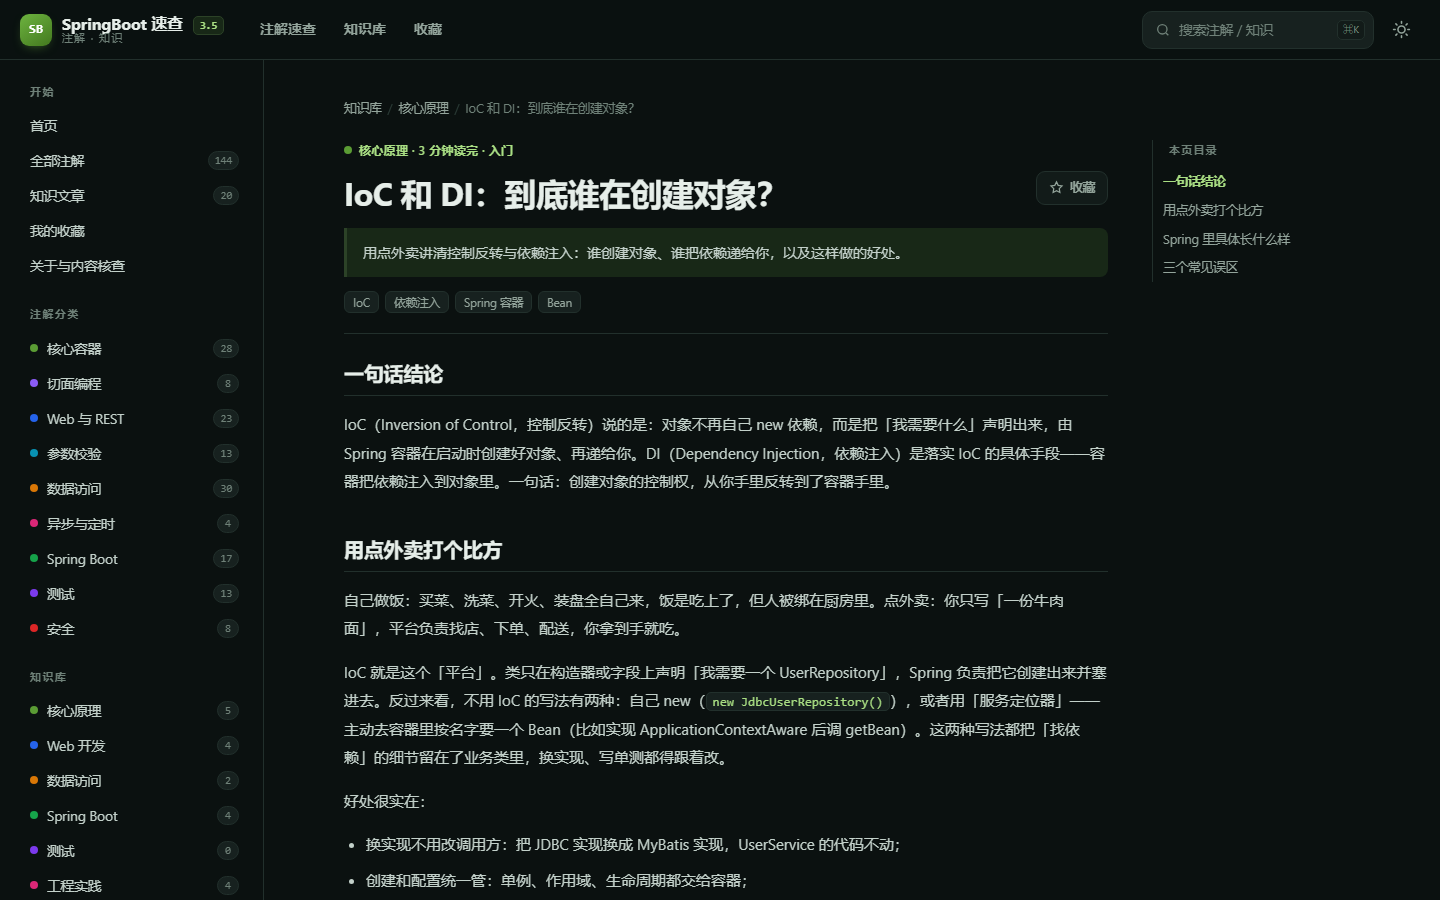 SB
SpringBoot 速查 3.5
注解 · 知识
注解速查
知识库
收藏
搜索注解 / 知识
⌘K
开始
首页
全部注解 144
知识文章 20
我的收藏
关于与内容核查
注解分类
核心容器 28
切面编程 8
Web 与 REST 23
参数校验 13
数据访问 30
异步与定时 4
Spring Boot 17
测试 13
安全 8
知识库
核心原理 5
Web 开发 4
数据访问 2
Spring Boot 4
测试 0
工程实践 4
知识库 / 核心原理 / IoC 和 DI：到底谁在创建对象？
核心原理 · 3 分钟读完 · 入门
IoC 和 DI：到底谁在创建对象？
收藏
用点外卖讲清控制反转与依赖注入：谁创建对象、谁把依赖递给你，以及这样做的好处。
IoC
依赖注入
Spring 容器
Bean
一句话结论
IoC（Inversion of Control，控制反转）说的是：对象不再自己 new 依赖，而是把「我需要什么」声明出来，由
Spring 容器在启动时创建好对象、再递给你。DI（Dependency Injection，依赖注入）是落实 IoC 的具体手段——容
器把依赖注入到对象里。一句话：创建对象的控制权，从你手里反转到了容器手里。
用点外卖打个比方
自己做饭：买菜、洗菜、开火、装盘全自己来，饭是吃上了，但人被绑在厨房里。点外卖：你只写「一份牛肉
面」，平台负责找店、下单、配送，你拿到手就吃。
IoC 就是这个「平台」。类只在构造器或字段上声明「我需要一个 UserRepository」，Spring 负责把它创建出来并塞
进去。反过来看，不用 IoC 的写法有两种：自己 new（new JdbcUserRepository()），或者用「服务定位器」——
主动去容器里按名字要一个 Bean（比如实现 ApplicationContextAware 后调 getBean）。这两种写法都把「找依
赖」的细节留在了业务类里，换实现、写单测都得跟着改。
好处很实在：
• 换实现不用改调用方：把 JDBC 实现换成 MyBatis 实现，UserService 的代码不动；
• 创建和配置统一管：单例、作用域、生命周期都交给容器；
本页目录
一句话结论
用点外卖打个比方
Spring 里具体长什么样
三个常见误区